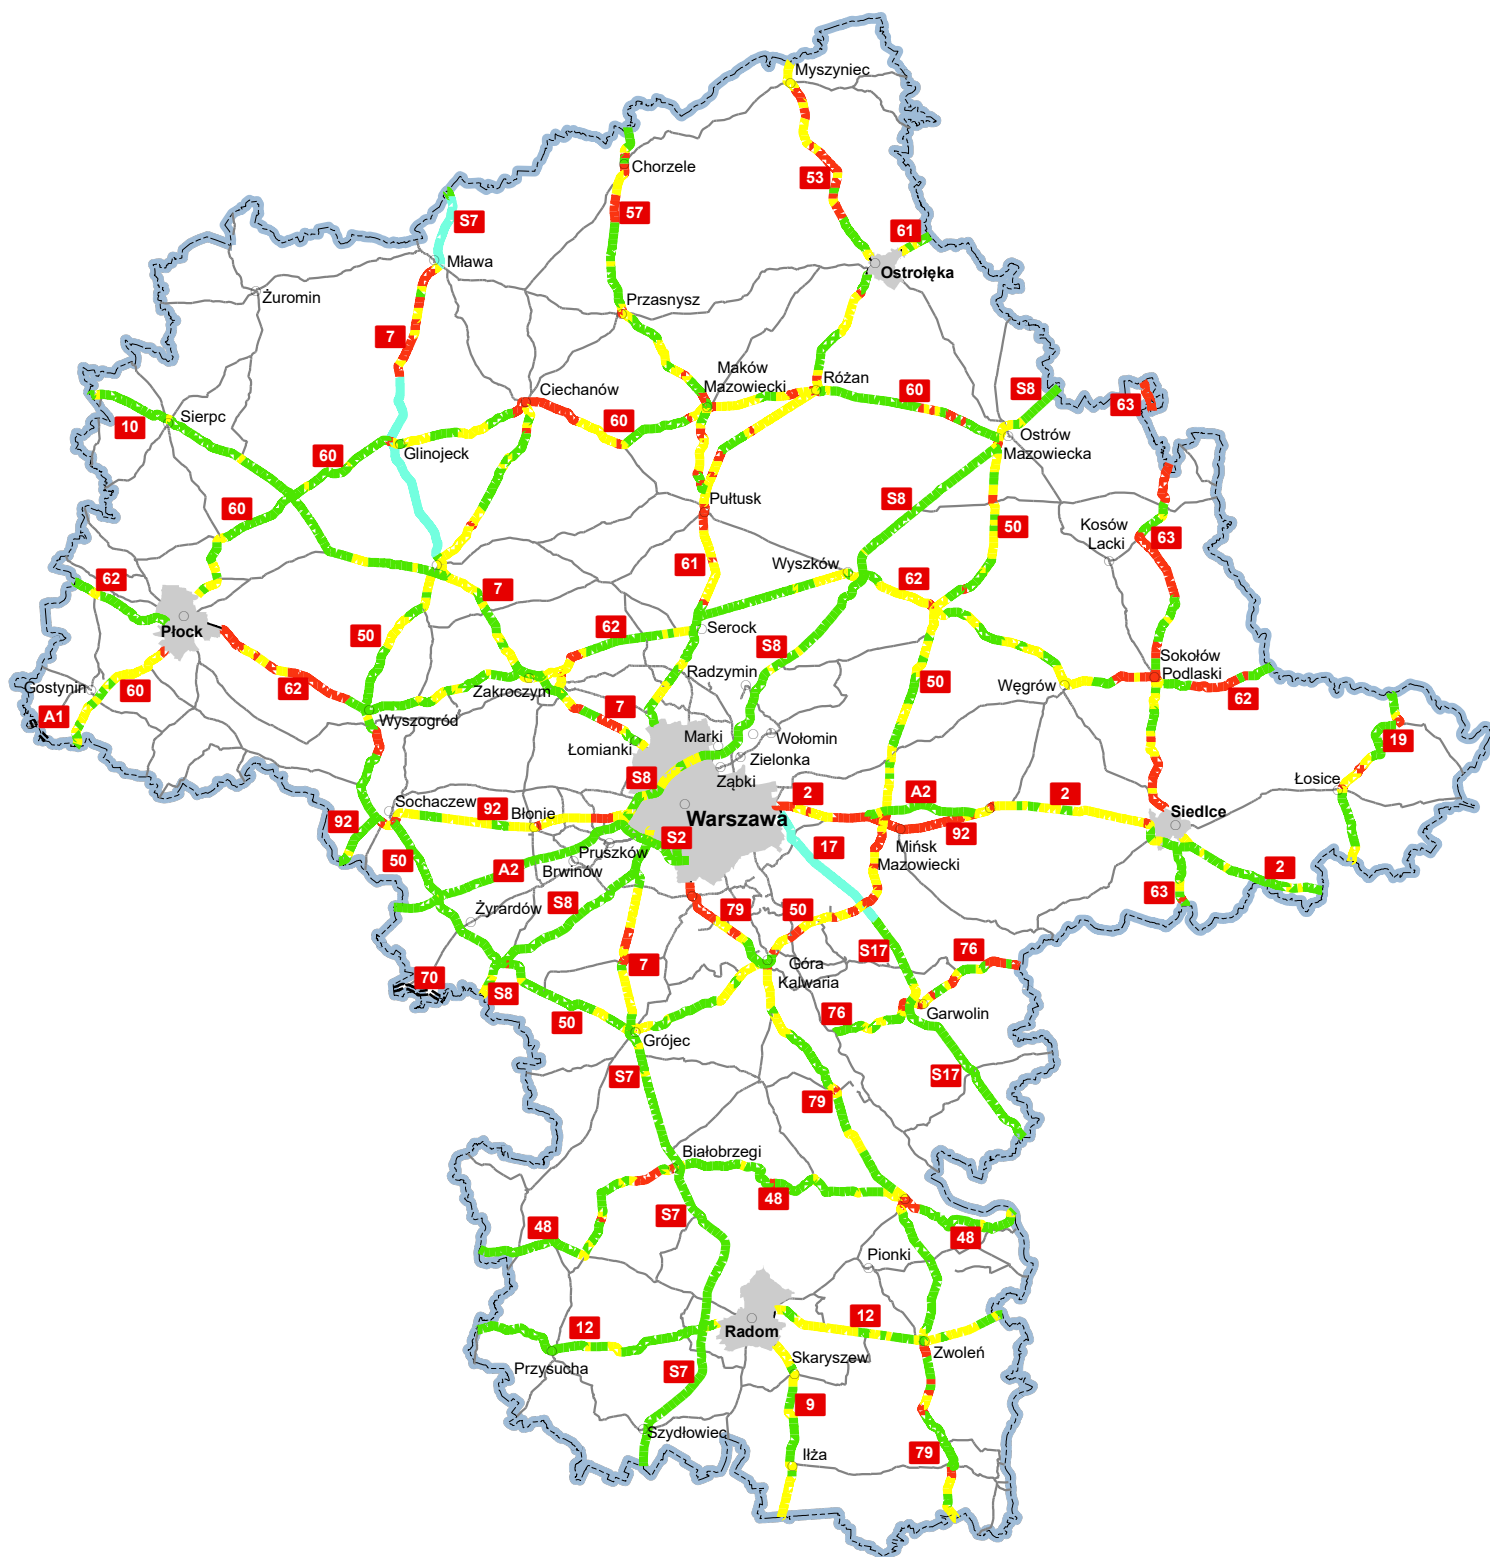 Myszyniec
Chorzele
53
57
S7
61
Mława
Ostrołęka
Żuromin
Przasnysz
7
Maków
Mazowiecki
Różan
Ciechanów
60
S8
63
10
Sierpc
60
Ostrów
Mazowiecka
60
Glinojeck
60
Pułtusk
S8
50
Kosów
Lacki
63
61
Wyszków
62
62
7
Płock
50
62
Serock
S8
Sokołów
Podlaski
Radzymin
Węgrów
Gostynin
60
62
Zakroczym
50
62
A1
Wyszogród
7
Łomianki
Marki
Wołomin
Zielonka
Ząbki
19
S8
Łosice
Sochaczew
92
Błonie
92
2
A2
2
Warszawa
Siedlce
S2
17
92
Mińsk
Mazowiecki
50
A2
Pruszków
Brwinów
2
63
Żyrardów
S8
79
50
70
S8
7
Góra
Kalwaria
S17
76
50
Grójec
76
Garwolin
S7
S17
79
Białobrzegi
48
S7
48
48
Pionki
12
12
Radom
Przysucha
S7
Skaryszew
Zwoleń
9
Szydłowiec
Iłża
79